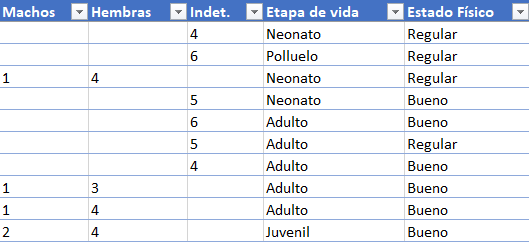 Machos Hembras Indet. Etapa de vida Estado Físico
4 Neonato Regular
6 Polluelo Regular
1 4 Neonato Regular
5 Neonato Bueno
6 Adulto Bueno
5 Adulto Regular
4 Adulto Bueno
1 3 Adulto Bueno
1 4 Adulto Bueno
2 4 Juvenil Bueno